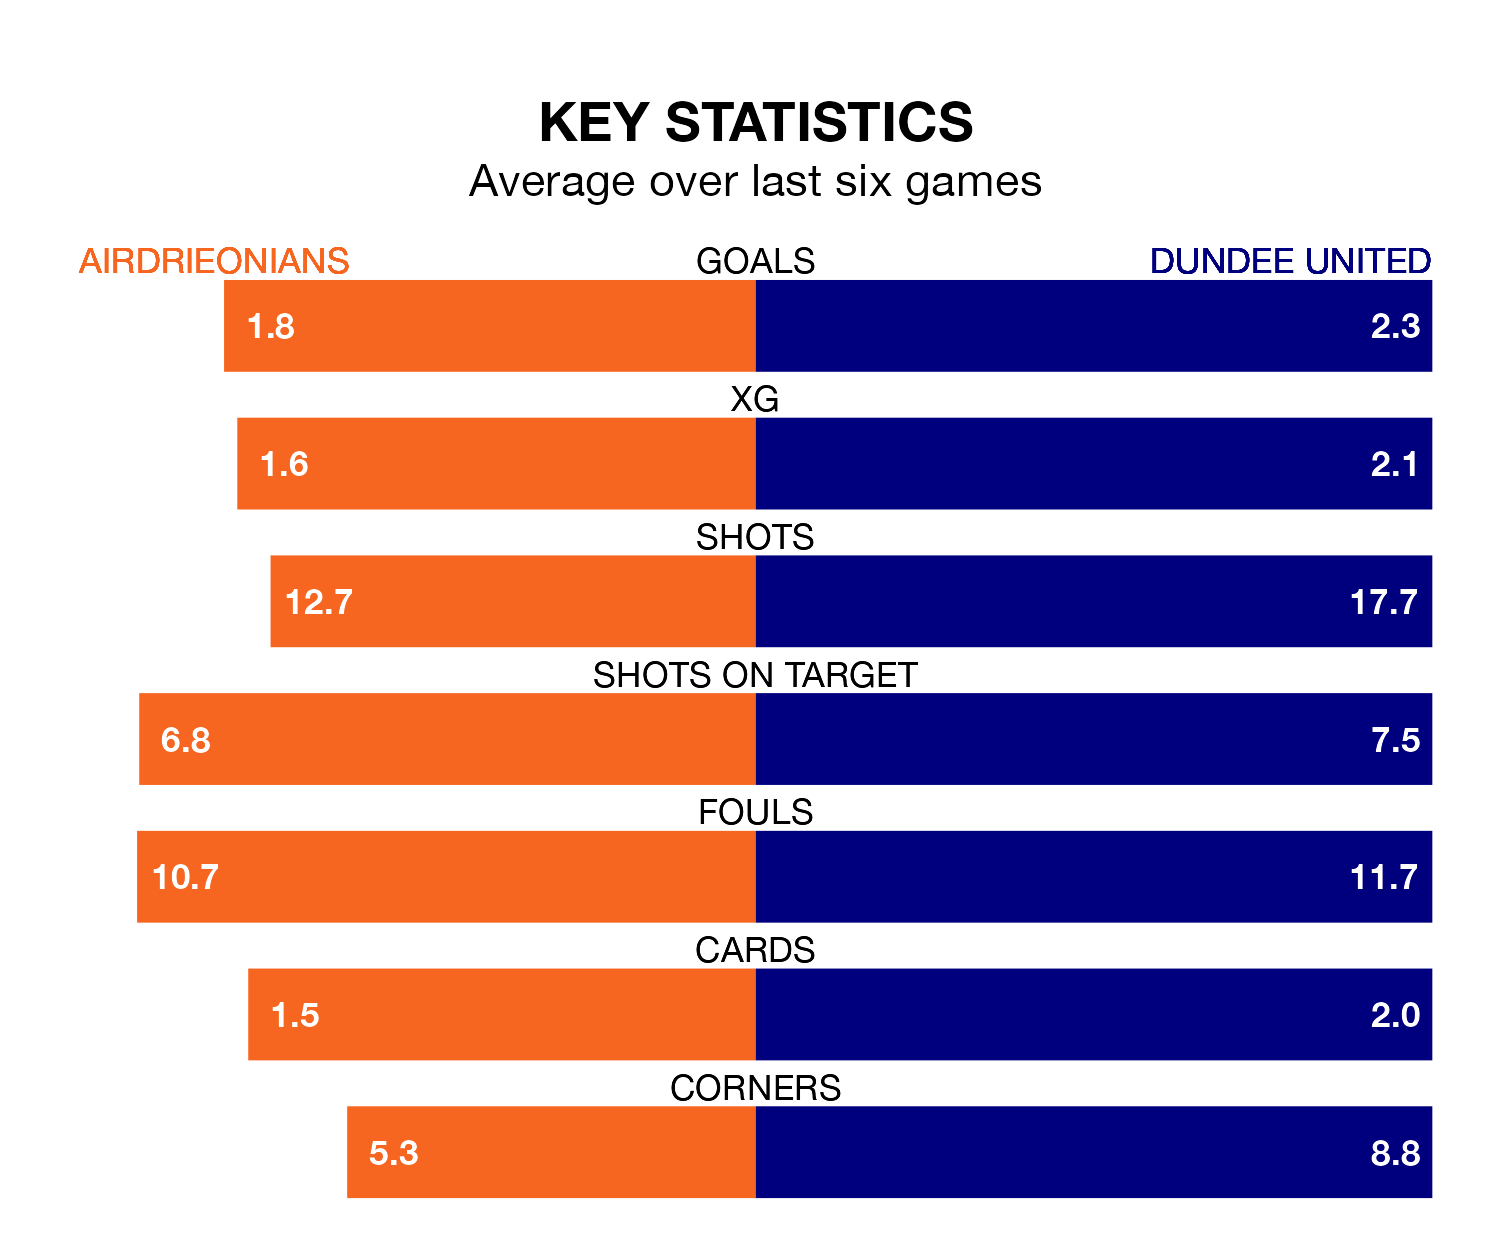 KEY STATISTICS
Average over last six games
AIRDRIEONIANS GOALS DUNDEE UNITED
1.8 2.3
XG
1.6 2.1
SHOTS
12.7 17.7
SHOTS ON TARGET
6.8 7.5
FOULS
10.7 11.7
CARDS
1.5 2.0
CORNERS
5.3 8.8